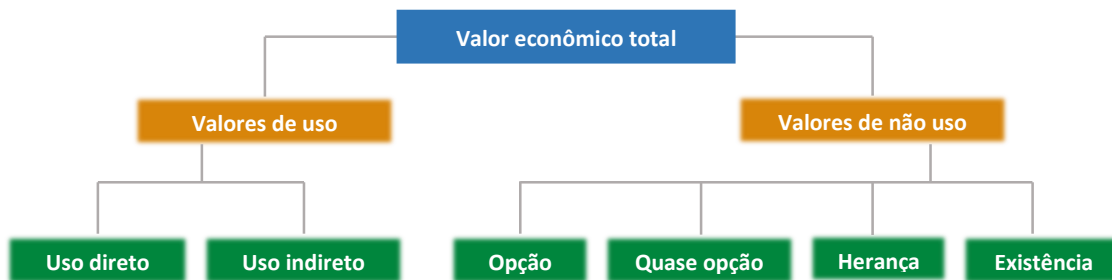 Valor econômico total
Valores de uso
Valores de não uso
Uso direto
Uso indireto
Opção
Quase opção
Herança
Existência